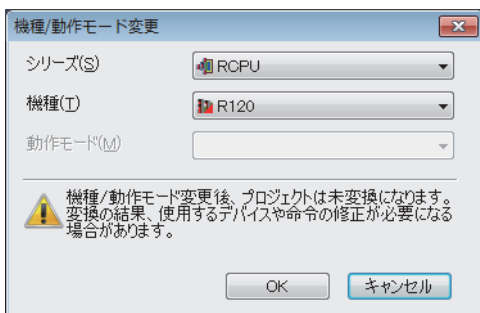 機種/動作モード変更
シリーズ(S)
RCPU
機種(T)
R120
動作モード(M)
機種/動作モード変更後、プロジェクトは未変換になります。
変換の結果、使用するデバイスや命令の修正が必要になる
場合があります。
OK
キャンセル